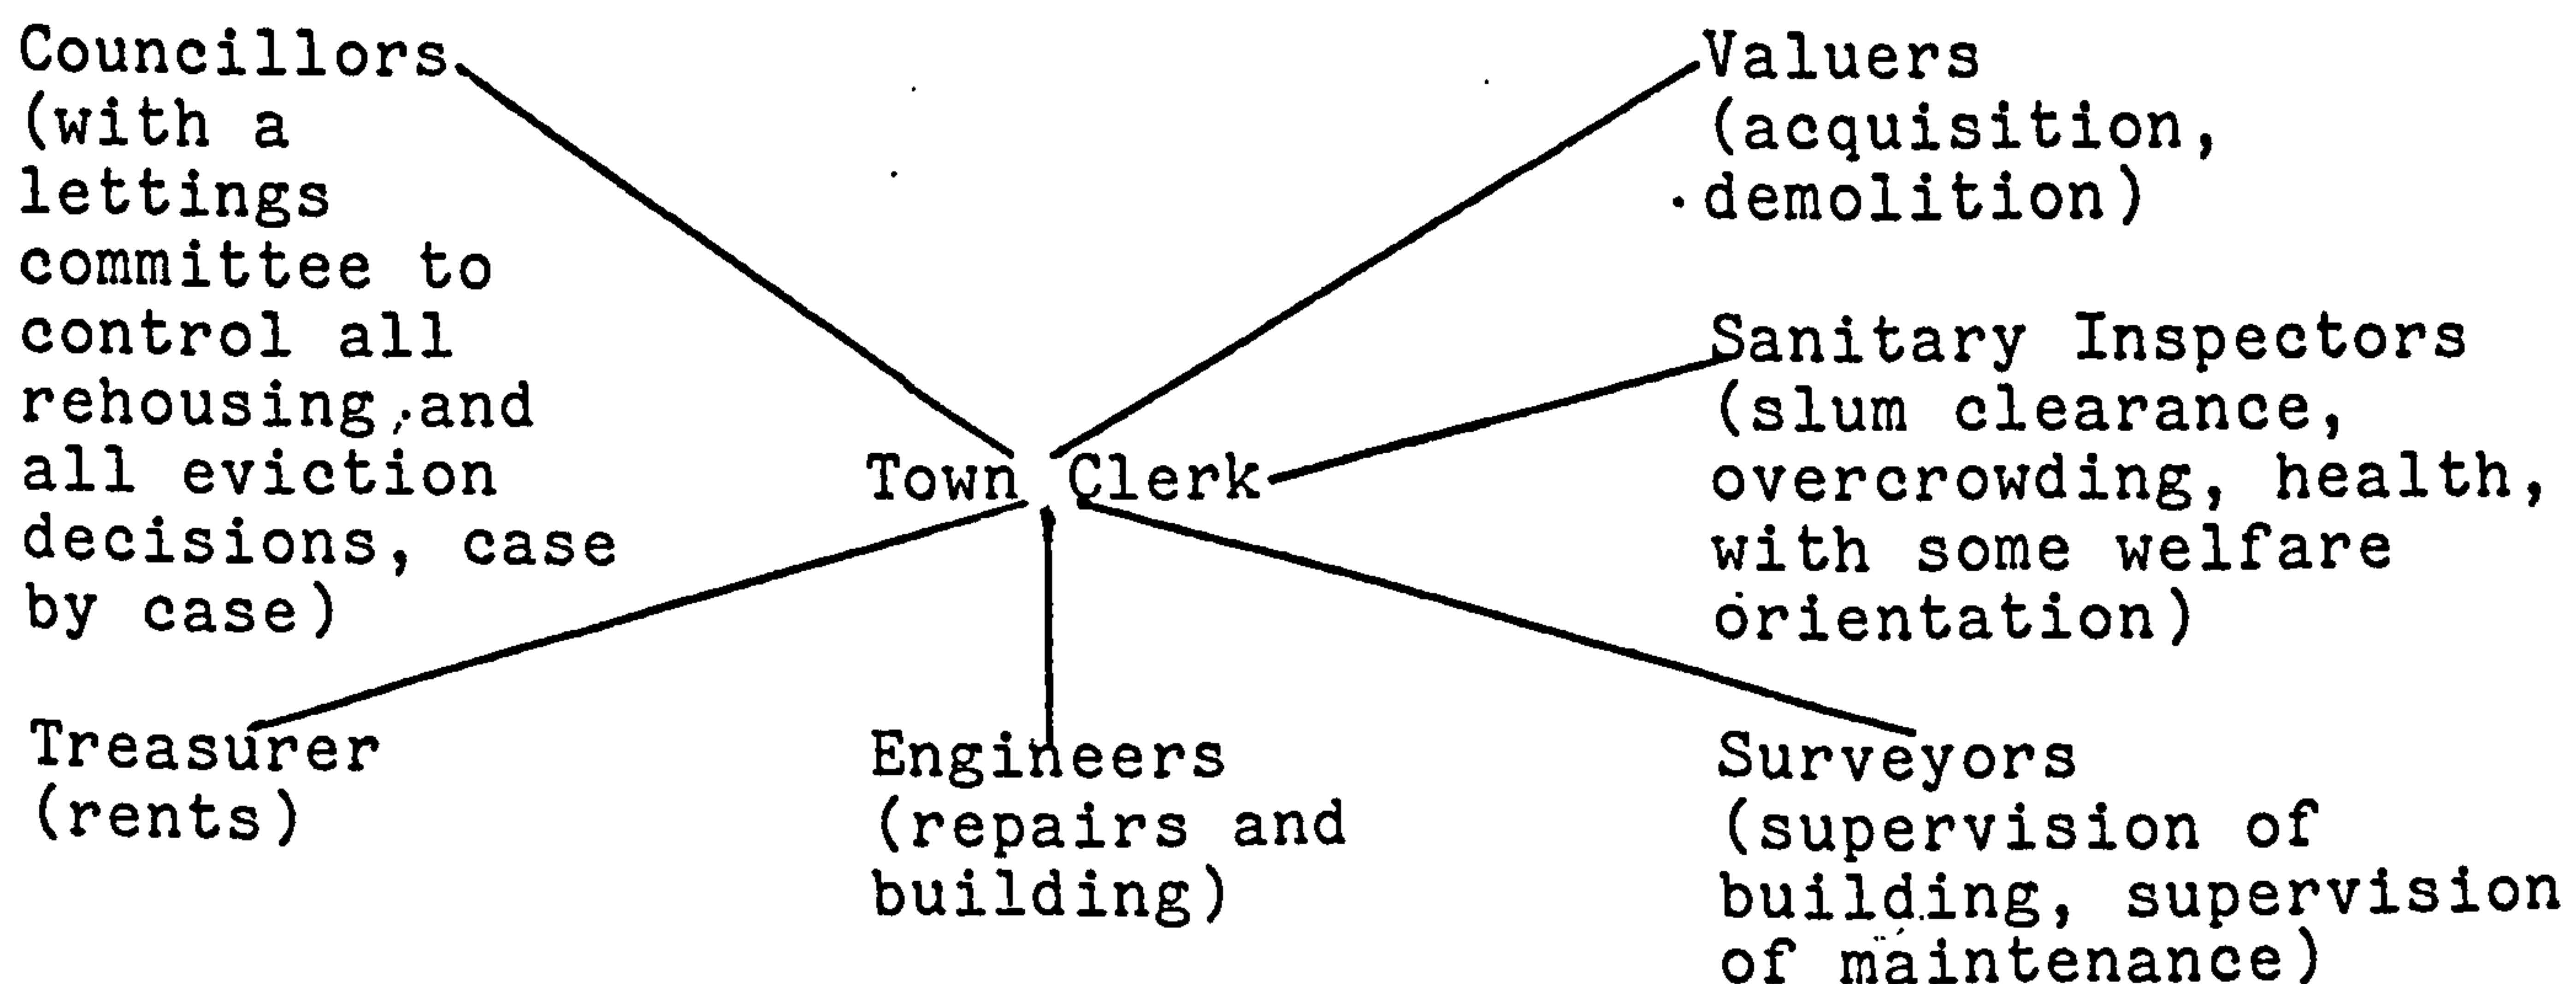 Councillors
(with a
lettings
committee to
control all
rehousing and
all eviction
decisions, case
by case)
Valuers
(acquisition,
demolition)
Sanitary Inspectors
(slum clearance,
overcrowding, health,
with some welfare
orientation)
Town Clerk
Treasurer
(rents)
Engineers
(repairs and
building)
Surveyors
(supervision of
building, supervision
of maintenance)